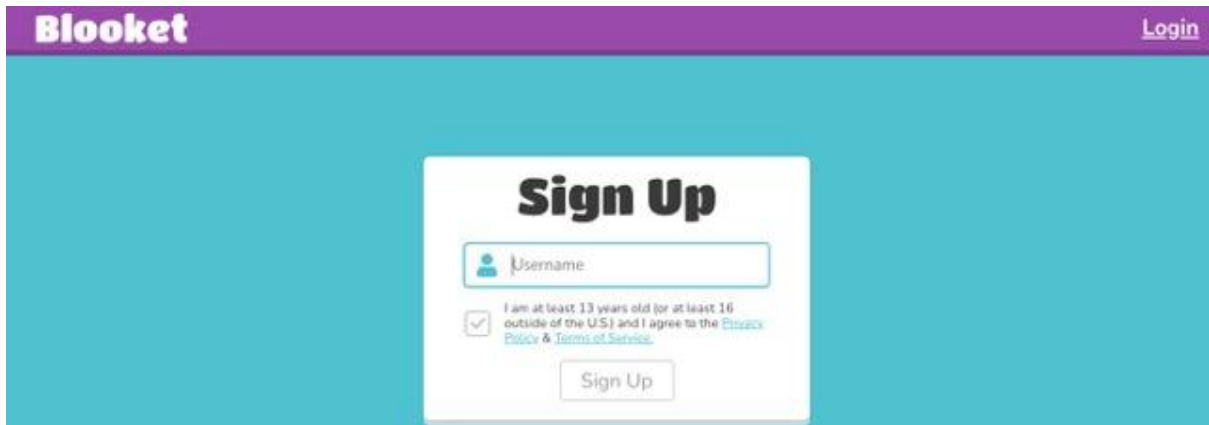 Blooket
Login
Sign Up
Username
I am at least 13 years old (or at least 16
outside of the U.S.) and I agree to the Privacy
Policy & Terms of Service.
Sign Up